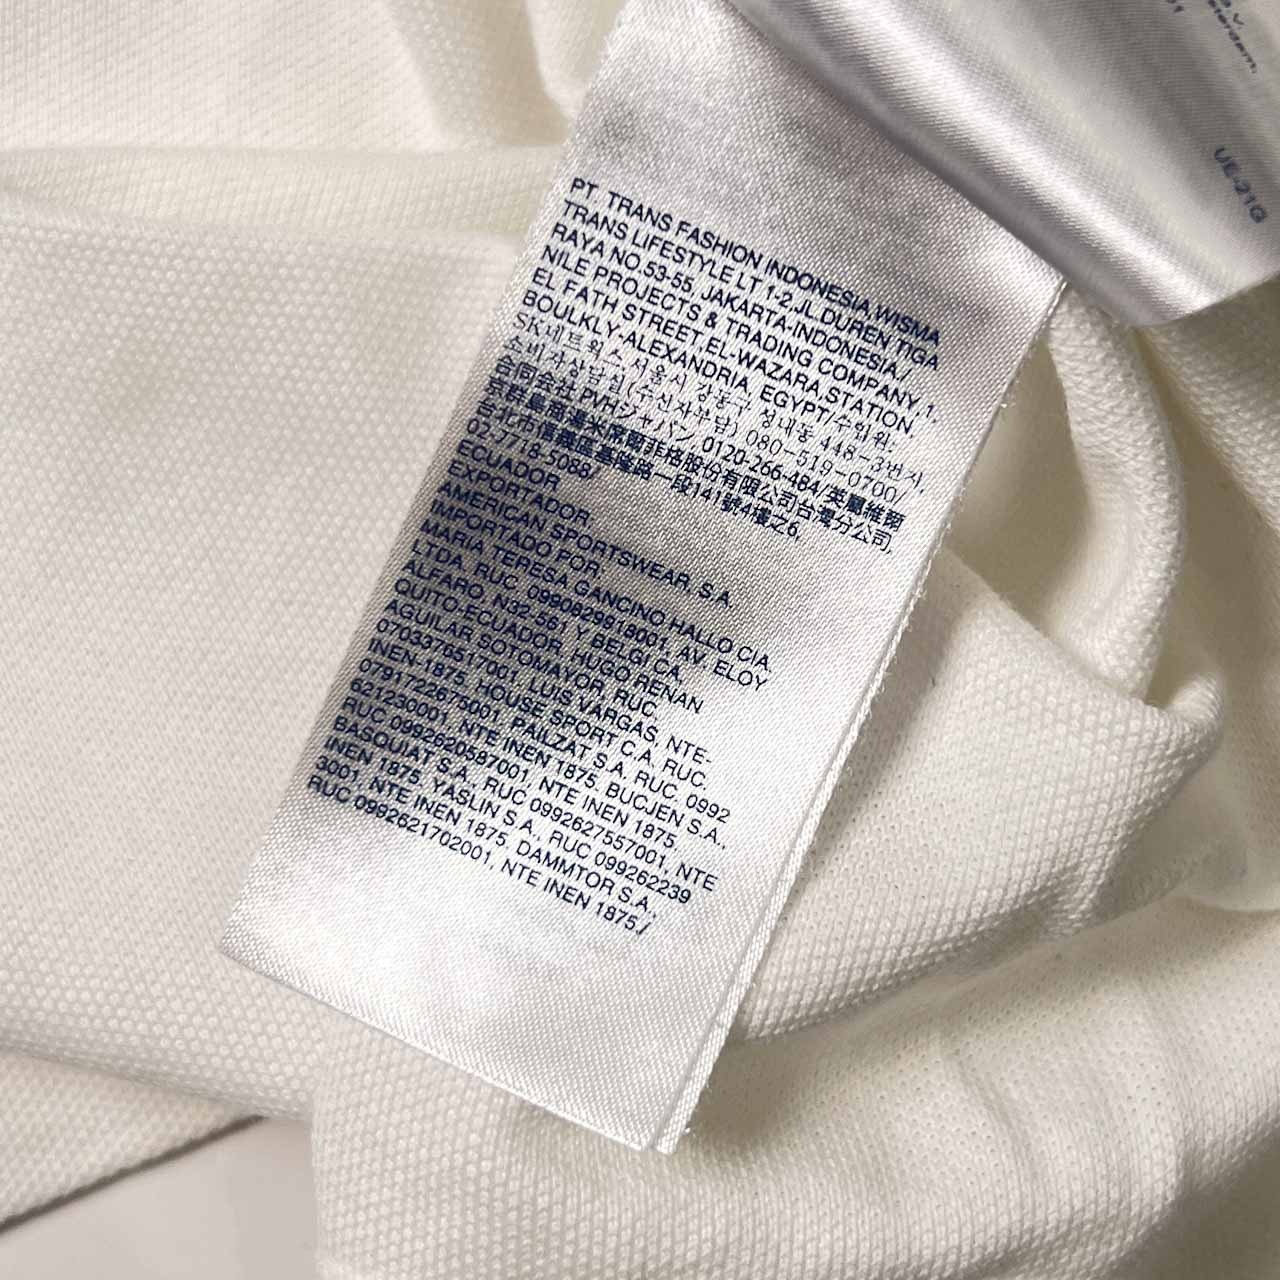 UE-21G
PT. TRANS FASHION INDONESIA,WISMA
TRANS LIFESTYLE LT 1-2 JL.DUREN TIGA
RAYA NO.53-55, JAKARTA-INDONESIA,
NILE PROJECTS & TRADING COMPANY, 1,
EL FATH STREET,EL-WAZARA STATION,
BOULKLY-ALEXANDRIA, EGYPT/수입원:
SK네트웍스 서울시 강동구 성내동 448-3번지,
소비자상담실(수신자부담) 080-519-0700/
合同会社PVHジャパン 0120-266-484/英屬維爾
京群島商湯米席爾菲格股份有限公司台灣分公司,
台北市信義區基隆路一段141號4樓之6,
02-7718-5088/
ECUADOR
EXPORTADOR,
AMERICAN SPORTSWEAR, S.A.
IMPORTADO POR,
MARIA TERESA GANCINO HALLO CIA.
LTDA, RUC 0990829918001, AV. ELOY
ALFARO, N32-561 Y BELGI CA,
QUITO-ECUADOR, HUGO RENAN
AGUILAR SOTOMAYOR, RUC.
0703376517001, LUIS VARGAS, NTE-
INEN-1875, HOUSE SPORT C.A, RUC.
0791722675001, PAILZAT S.A, RUC. 0992
621230001, NTE INEN 1875, BUCJEN S.A.,
RUC 0992620587001, NTE INEN 1875,
BASQUIAT S.A., RUC 0992627557001, NTE
INEN 1875, YASLIN S.A., RUC 099262239
3001, NTE INEN 1875, DAMMTOR S.A.,
RUC 0992621702001, NTE INEN 1875./